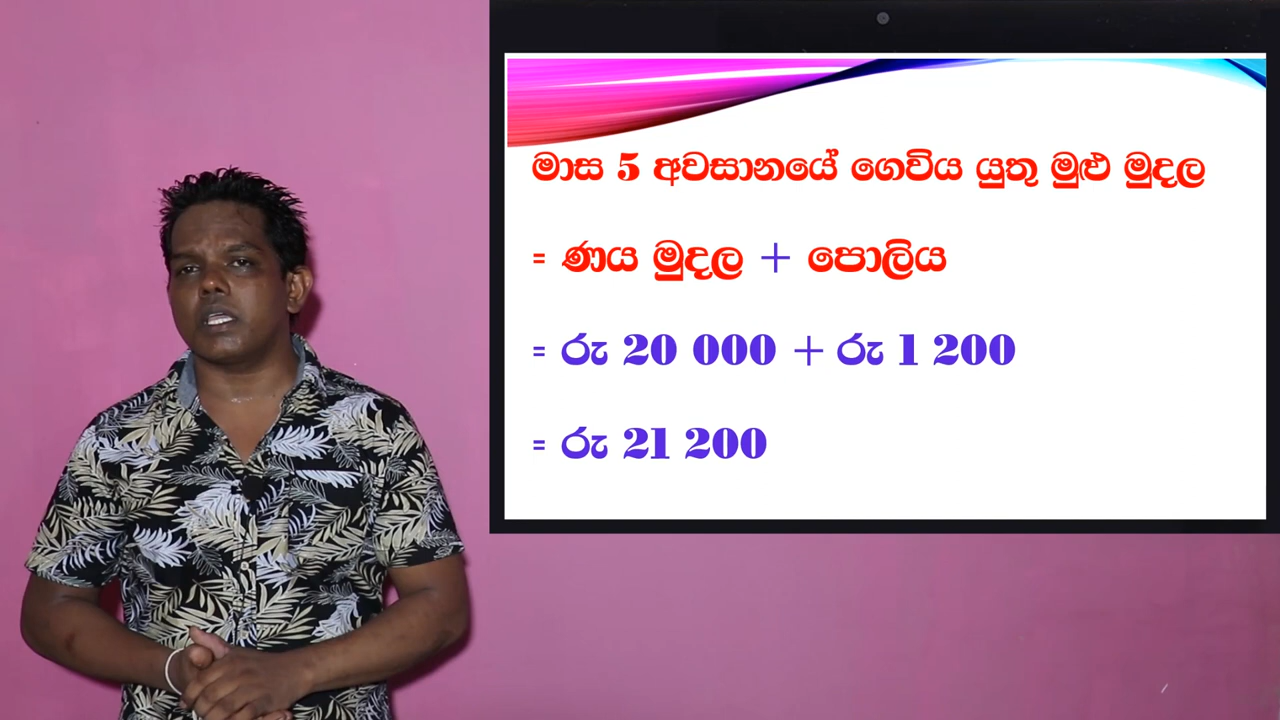 මාස 5 අවසානයේ ගෙවිය යුතු මුළු මුදල
= ණය මුදල + පොලිය
= රු 20 000 + රු 1 200
= රු 21 200